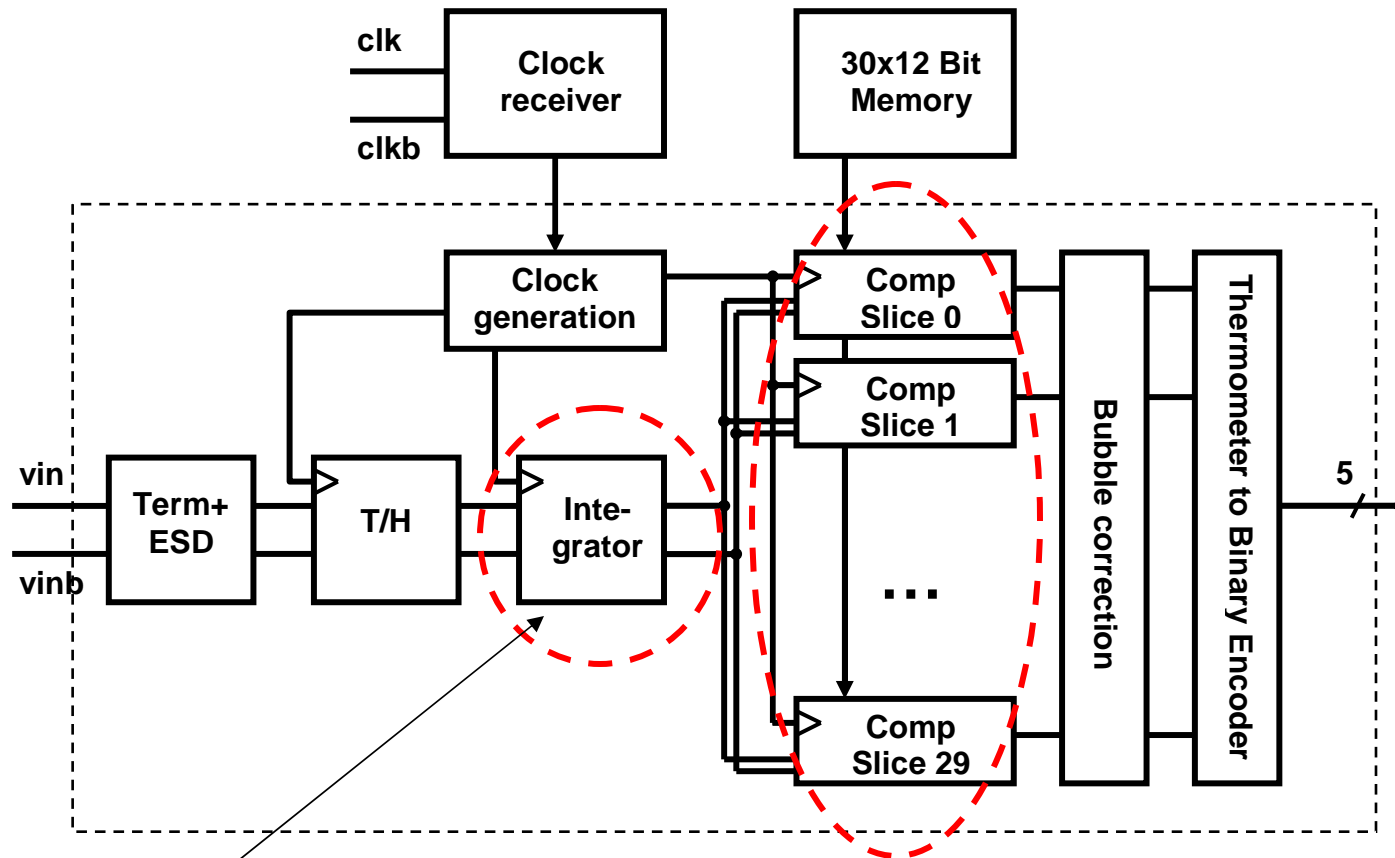 clk
clkb
Clock
receiver
30x12 Bit
Memory
Clock
generation
Comp
Slice 0
Comp
Slice 1
vin
vinb
Term+
ESD
T/H
Inte-
grator
...
Comp
Slice 29
Bubble correction
Thermometer to Binary Encoder
5